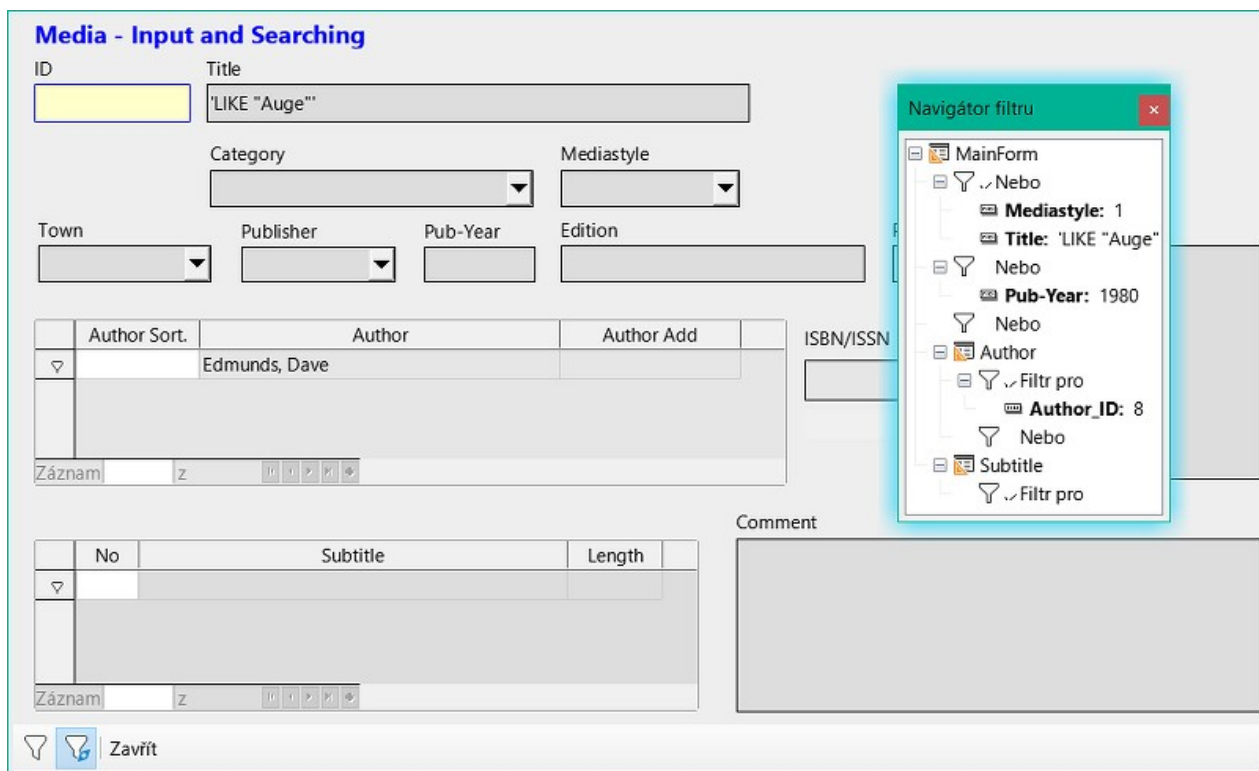 Media - Input and Searching
ID Title
'LIKE "Auge"'
Category Mediastyle
Town Publisher Pub-Year Edition
Author Sort. Author Author Add
Edmunds, Dave
Záznam z
ISBN/ISSN
No Subtitle Length
Záznam z
Comment
Navigátor filtru
MainForm
Nebo
Mediastyle: 1
Title: 'LIKE "Auge"
Nebo
Pub-Year: 1980
Nebo
Author
Filtr pro
Author_ID: 8
Nebo
Subtitle
Filtr pro
Zavřít